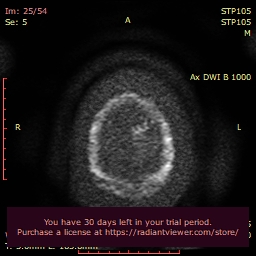 Im: 25/54
Se: 5
STP105
STP105
M
A
Ax DWI B 1000
R
L
You have 30 days left in your trial period.
Purchase a license at https://radiantviewer.com/store/